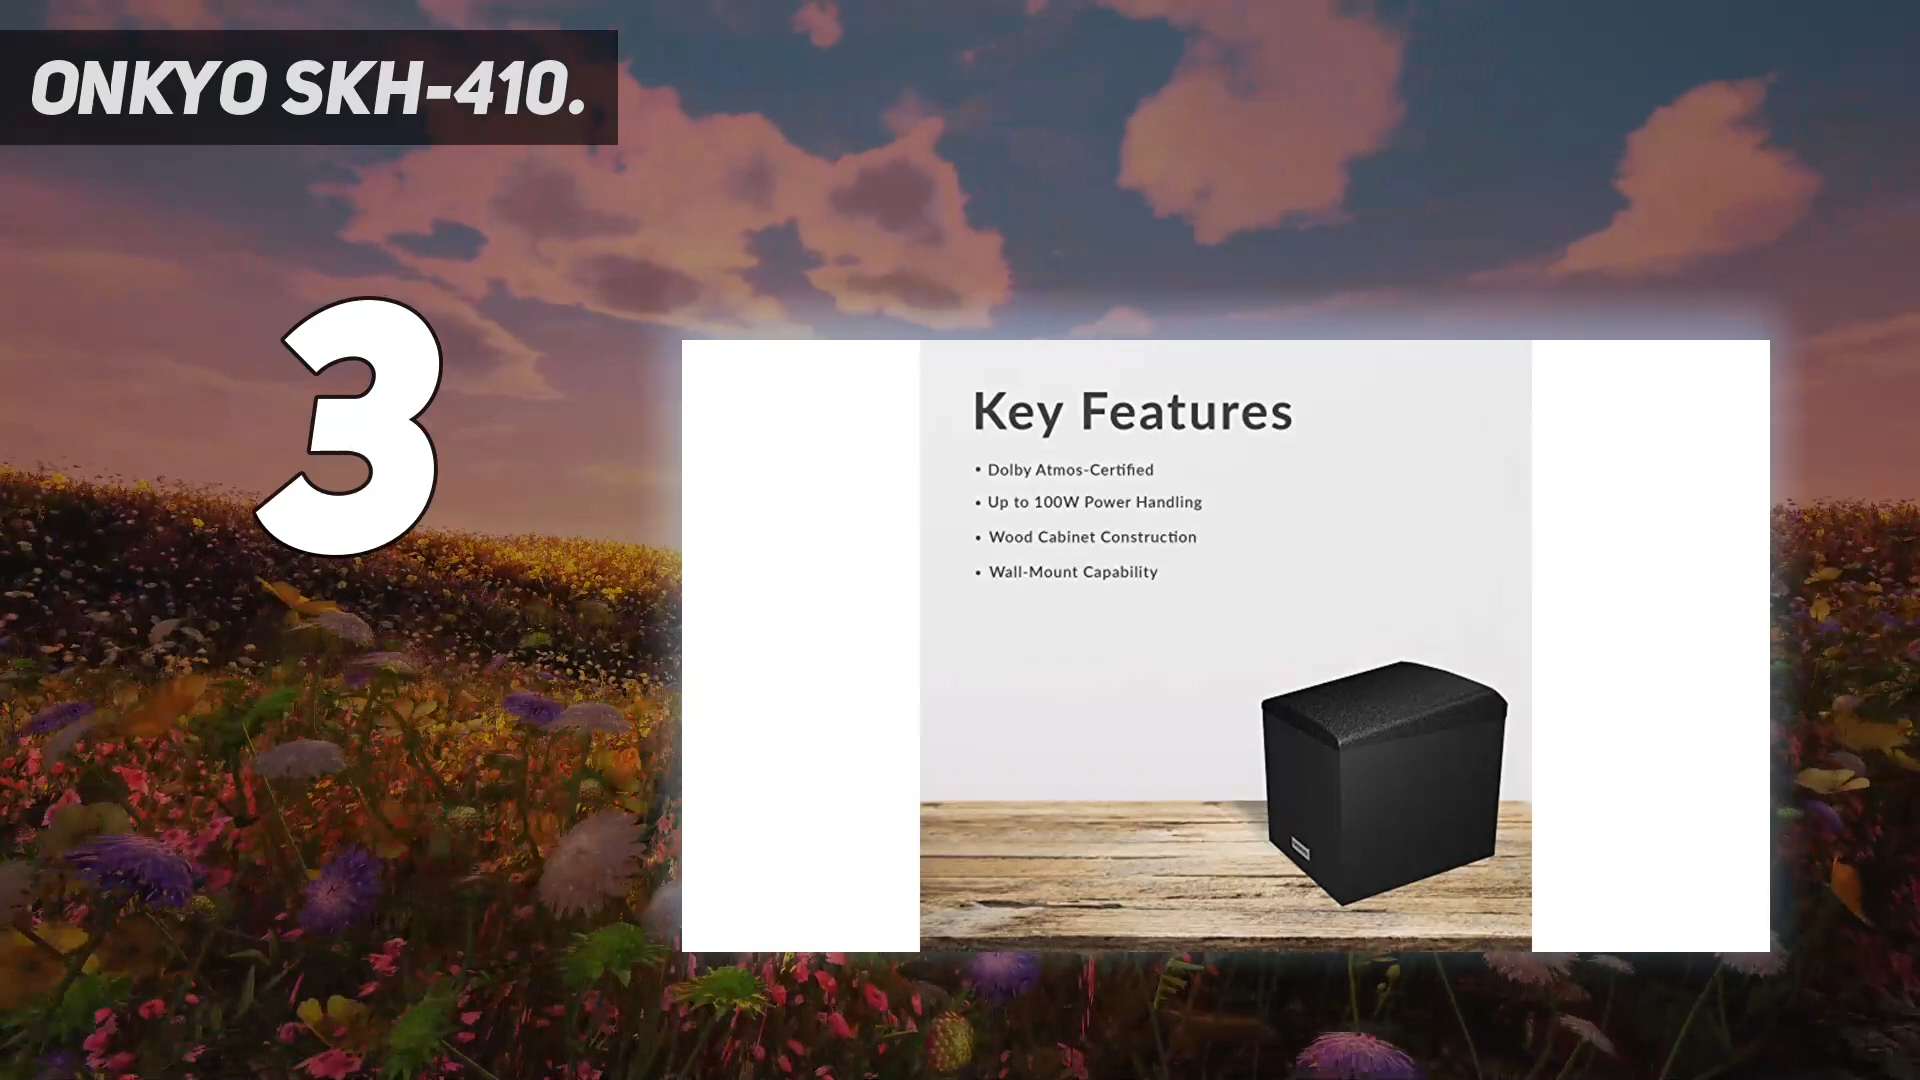 ONKYO SKH-410.
3
Key Features
• Dolby Atmos-Certified
• Up to 100W Power Handling
• Wood Cabinet Construction
• Wall-Mount Capability